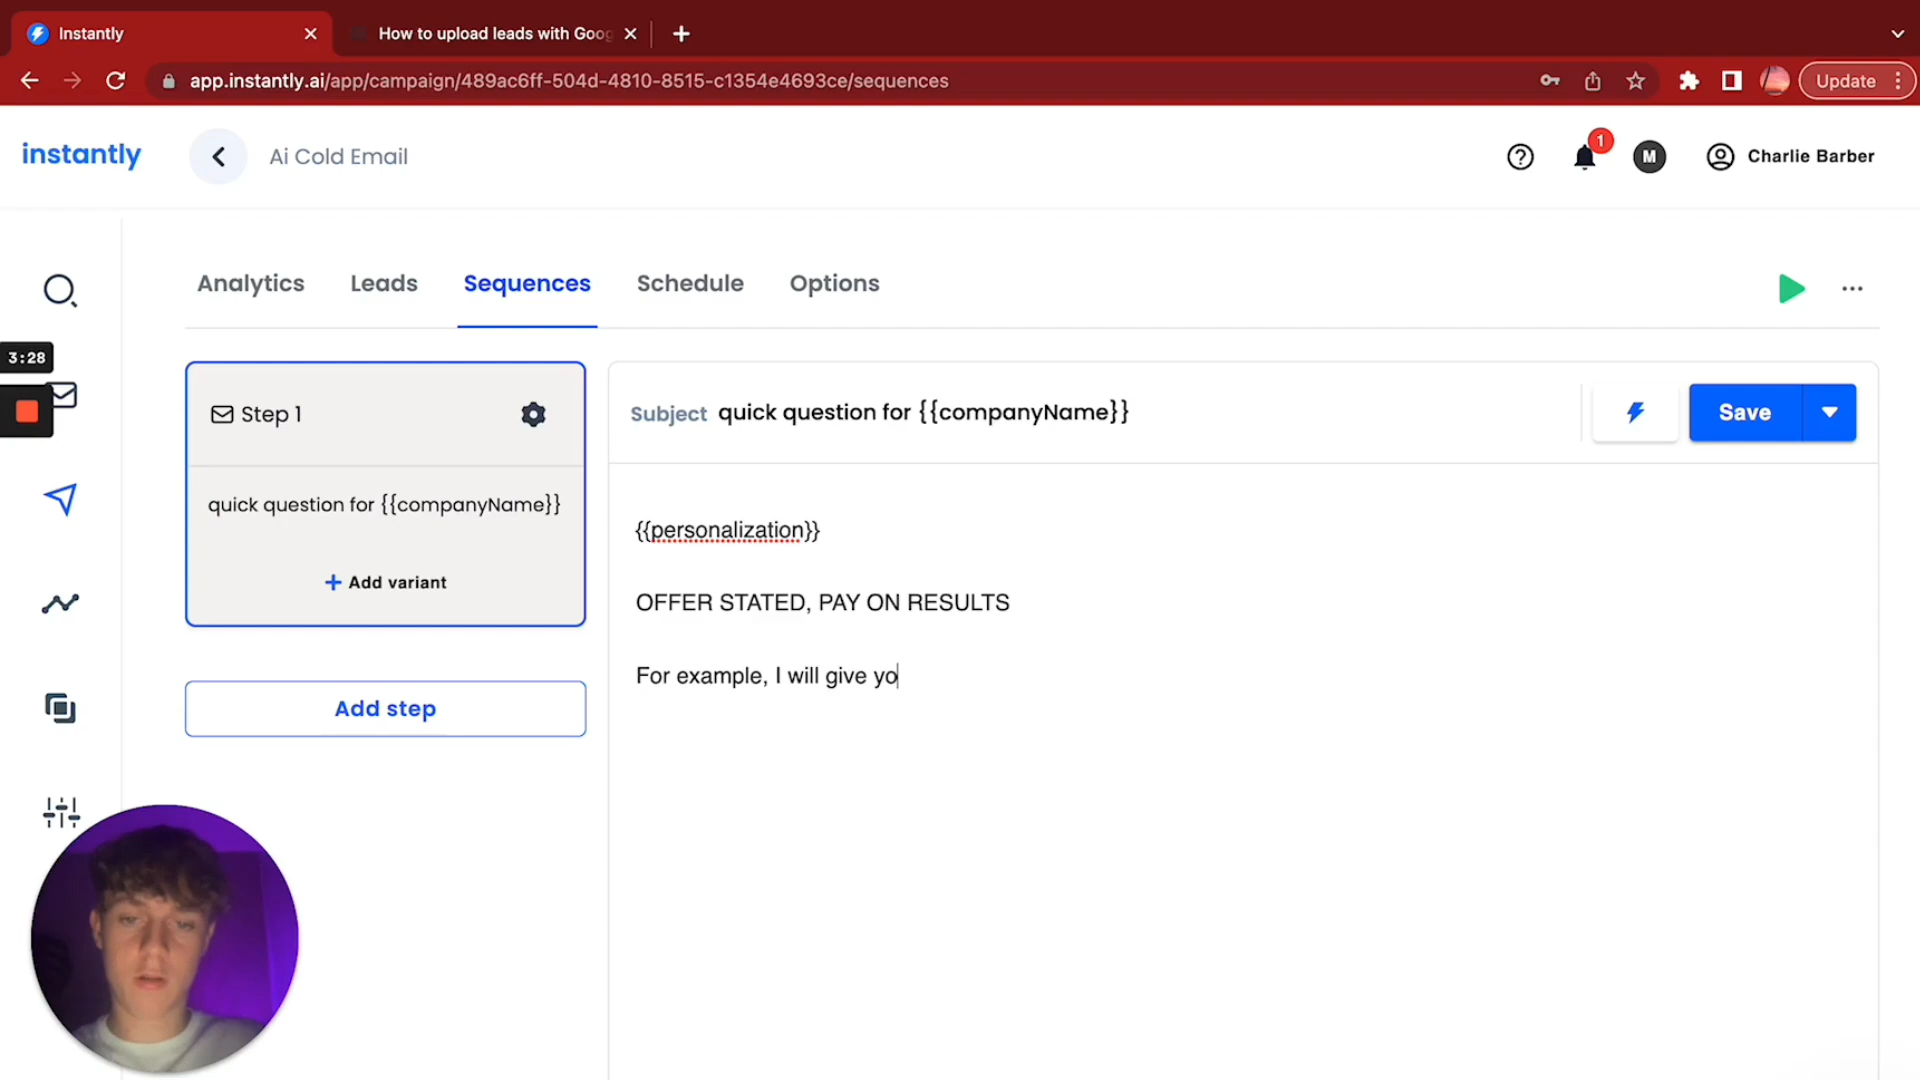 Instantly
How to upload leads with Goog
app.instantly.ai/app/campaign/489ac6ff-504d-4810-8515-c1354e4693ce/sequences
Update
instantly
Ai Cold Email
1
M
Charlie Barber
Analytics
Leads
Sequences
Schedule
Options
3:28
Step 1
quick question for {{companyName}}
Add variant
Add step
Subject quick question for {{companyName}}
Save
{{personalization}}
OFFER STATED, PAY ON RESULTS
For example, I will give yo